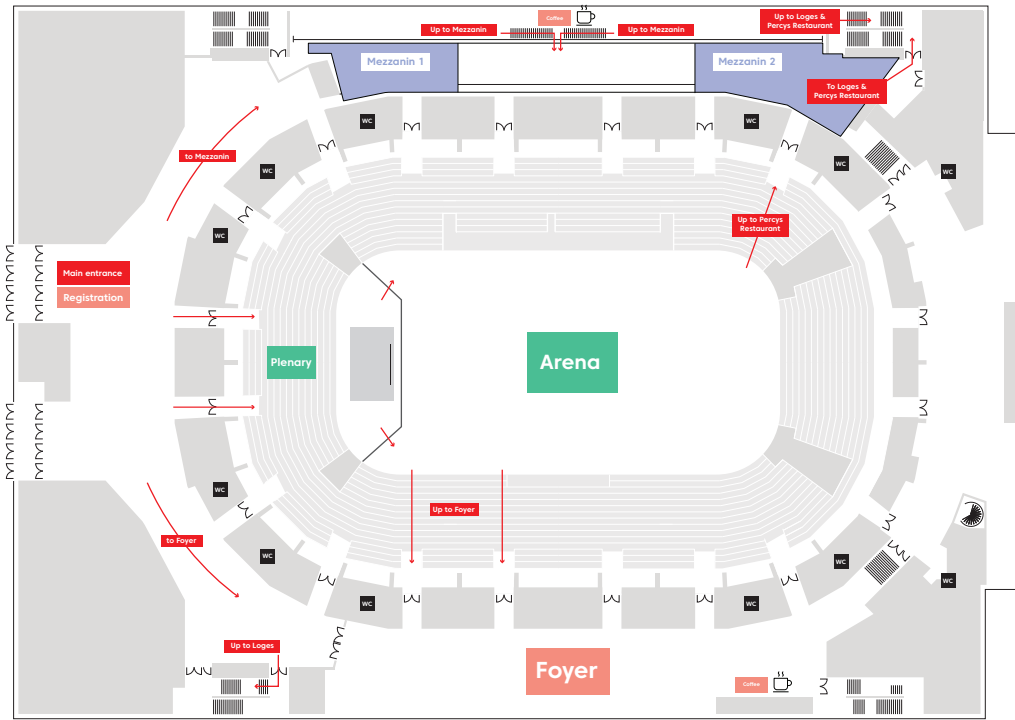 Coffee
Up to Mezzanin
Up to Mezzanin
Up to Loges &
Percys Restaurant
Mezzanin 1
Mezzanin 2
To Loges &
Percys Restaurant
WC
WC
to Mezzanin
WC
WC
WC
WC
Up to Percys
Restaurant
Main entrance
Registration
Plenary
Arena
WC
Up to Foyer
to Foyer
WC
WC
WC
WC
WC
Up to Loges
Foyer
Coffee